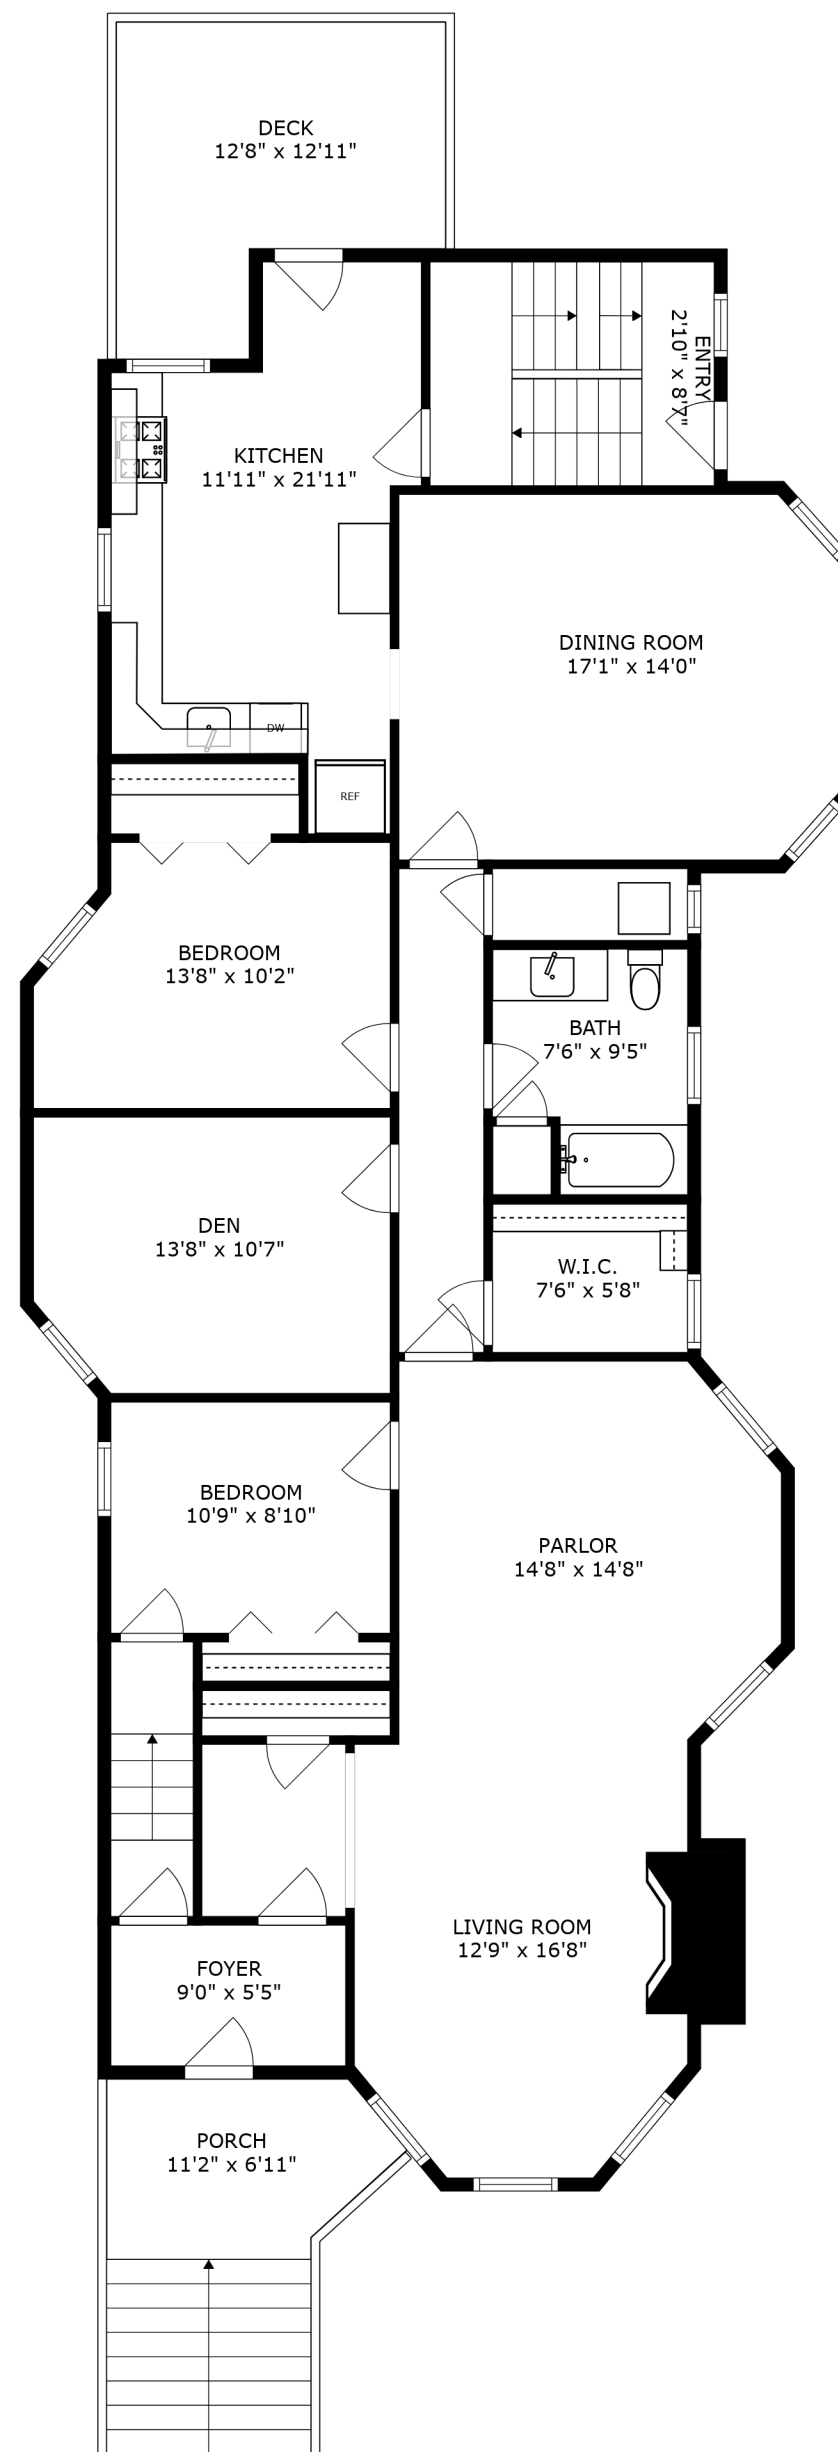 DECK
12'8" x 12'11"
ENTRY
2'10" x 8'7"
KITCHEN
11'11" x 21'11"
DINING ROOM
17'1" x 14'0"
DW
REF
BEDROOM
13'8" x 10'2"
BATH
7'6" x 9'5"
DEN
13'8" x 10'7"
W.I.C.
7'6" x 5'8"
BEDROOM
10'9" x 8'10"
PARLOR
14'8" x 14'8"
LIVING ROOM
12'9" x 16'8"
FOYER
9'0" x 5'5"
PORCH
11'2" x 6'11"